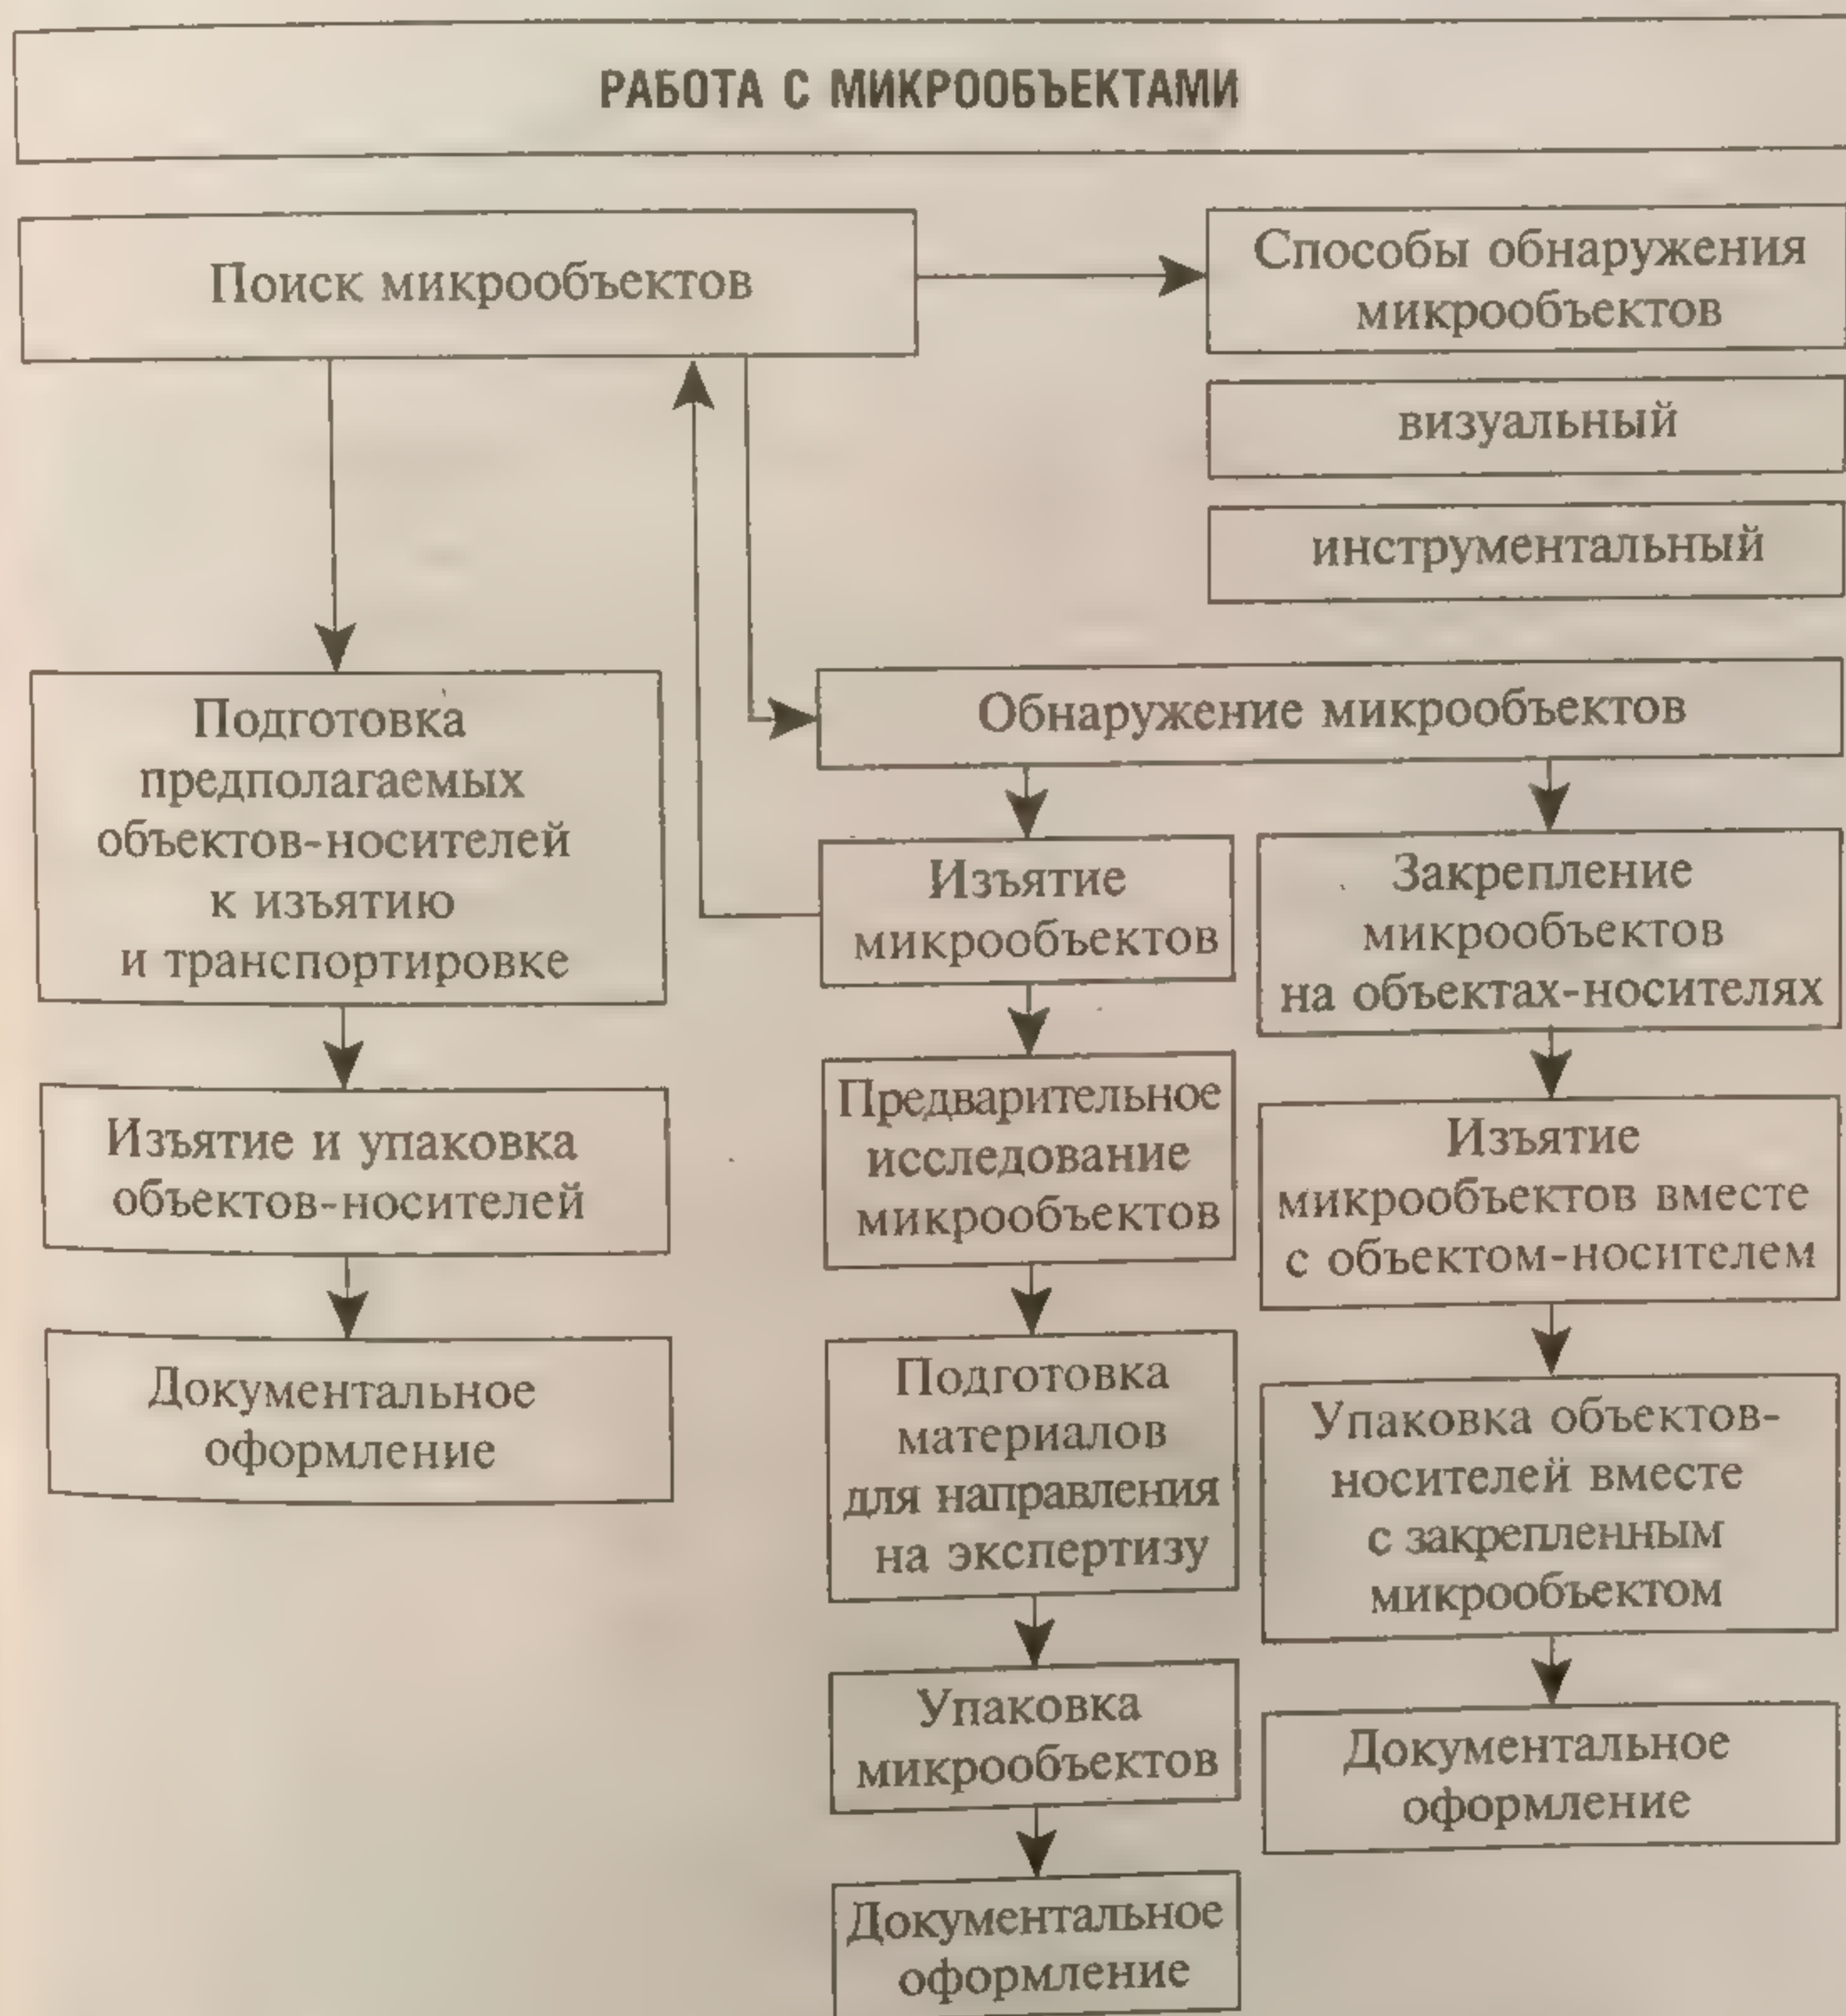 РАБОТА С МИКРООБЪЕКТАМИ
Поиск микрообъектов
Способы обнаружения
микрообъектов
визуальный
инструментальный
Подготовка
предполагаемых
объектов-носителей
к изъятию
и транспортировке
Изъятие и упаковка
объектов-носителей
Документальное
оформление
Обнаружение микрообъектов
Изъятие
микрообъектов
Предварительное
исследование
микрообъектов
Подготовка
материалов
для направления
на экспертизу
Упаковка
микрообъектов
Документальное
оформление
Закрепление
микрообъектов
на объектах-носителях
Изъятие
микрообъектов вместе
с объектом-носителем
Упаковка объектов-
носителей вместе
с закрепленным
микрообъектом
Документальное
оформление